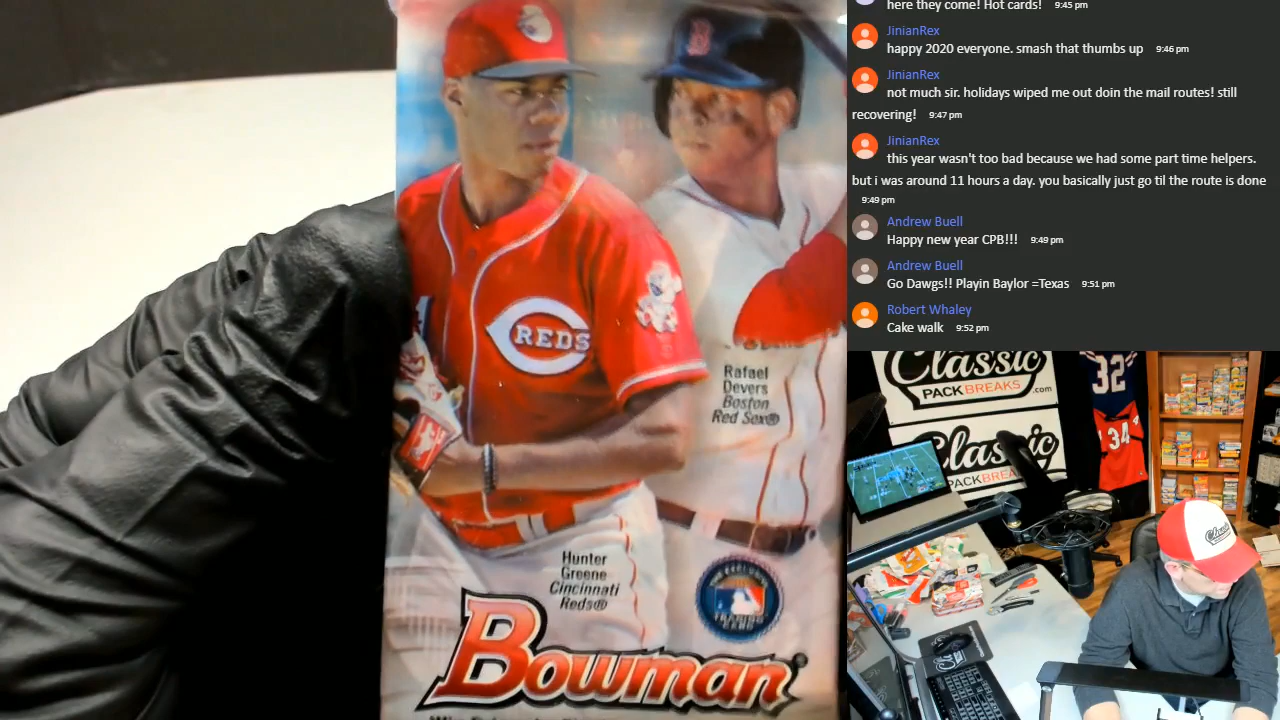 here they come! Hot cards! 9:45 pm
JinianRex
happy 2020 everyone. smash that thumbs up 9:46 pm
JinianRex
not much sir. holidays wiped me out doin the mail routes! still
recovering! 9:47 pm
JinianRex
this year wasn't too bad because we had some part time helpers.
but i was around 11 hours a day. you basically just go til the route is done
9:49 pm
Andrew Buell
Happy new year CPB!!! 9:49 pm
Andrew Buell
Go Dawgs!! Playin Baylor =Texas 9:51 pm
Robert Whaley
Cake walk 9:52 pm
B
REDS
Rafael
Devers
Boston
Red Sox®
Hunter
Greene
Cincinnati
Reds®
Bowman®
Classic
PACKBREAKS.com
Classic
PACKBREA
32
34
Classic